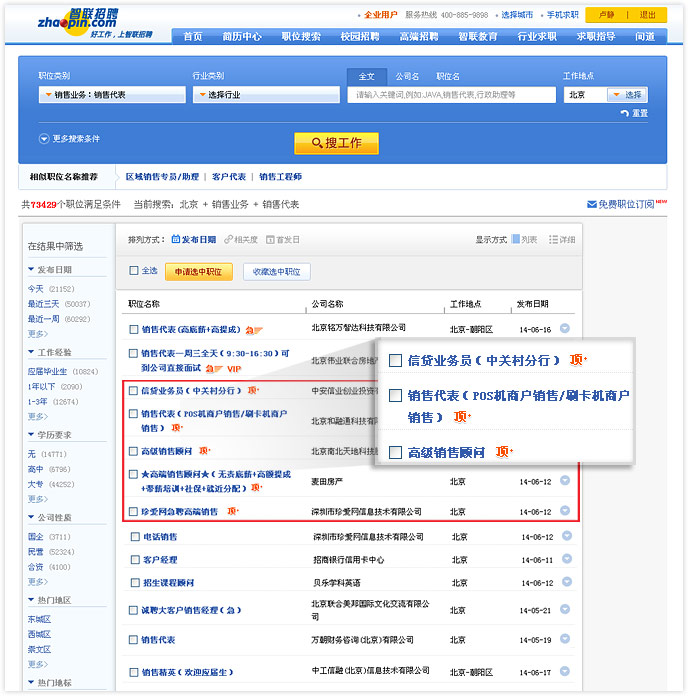 智联招聘
zhaopin.com
好工作，上智联招聘
企业用户 服务热线 400-885-9898 选择城市 手机求职 卢静 | 退出
首页 简历中心 职位搜索 校园招聘 高端招聘 智联教育 行业求职 求职指导 问道
职位类别 行业类别 全文 公司名 职位名 工作地点
销售业务：销售代表 选择行业 请输入关键词,例如:JAVA,销售代表,行政助理等 北京 选择
重置
更多搜索条件 搜工作
相似职位名称推荐 区域销售专员/助理 | 客户代表 | 销售工程师
共73429个职位满足条件 当前搜索：北京 + 销售业务 + 销售代表 免费职位订阅NEW
在结果中筛选
发布日期
今天 (21152)
最近三天 (50037)
最近一周 (60292)
更多>
工作经验
应届毕业生 (10824)
1年以下 (2090)
1-3年 (12674)
更多>
学历要求
无 (14771)
高中 (6796)
大专 (44252)
更多>
公司性质
国企 (3711)
民营 (52324)
合资 (4100)
更多>
热门地区
东城区
西城区
崇文区
更多>
热门地标
排列方式： 发布日期 相关度 首发日 显示方式 列表 详细
全选 申请选中职位 收藏选中职位
职位名称 公司名称 工作地点 发布日期
销售代表(高底薪+高提成) 急 北京铭万智达科技有限公司 北京-朝阳区 14-06-16
销售代表一周三全天（9:30-16:30）可
到公司直接面试 急 VIP 北京伟业联合房地产
信贷业务员（中关村分行） 顶 中安信业创业投资有
销售代表（POS机商户销售/刷卡机商户
销售） 顶 北京和融通科技有限
高级销售顾问 顶 北京南北天地科技股
★高端销售顾问★（无责底薪+高额提成
+带薪培训+社保+就近分配） 顶 麦田房产 北京 14-06-12
珍爱网急聘高端销售 顶 深圳市珍爱网信息技术有限公司 北京 14-06-12
电话销售 深圳市珍爱网信息技术有限公司 北京 14-06-12
客户经理 招商银行信用卡中心 北京 14-06-11
招生课程顾问 贝乐学科英语 北京 14-06-12
诚聘大客户销售经理（急） 北京联合美邦国际文化交流有限公
司 北京 14-05-21
销售代表 万朝财务咨询(北京)有限公司 北京 14-05-19
销售精英（欢迎应届生） 中工信融(北京)信息技术有限公司 北京-朝阳区 14-06-17
信贷业务员（中关村分行） 顶
销售代表（POS机商户销售/刷卡机商户
销售） 顶
高级销售顾问 顶